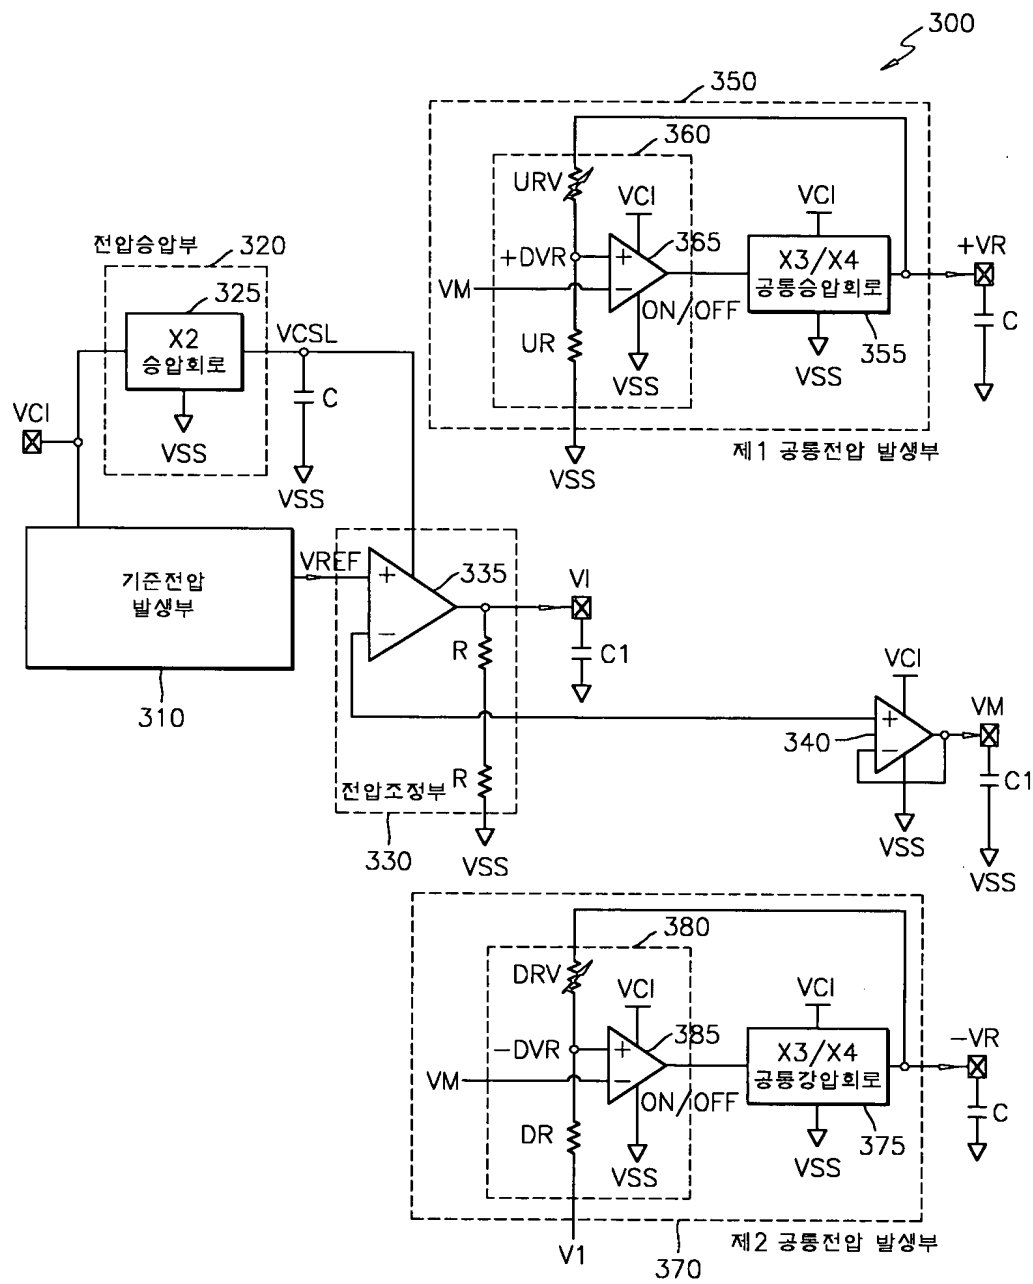 300
350
360
URV
VCI
365
+DVR
VM
ON/OFF
UR
VSS
VSS
VCI
X3/X4
공통승압회로
355
VSS
+VR
C
제1 공통전압 발생부
전압승압부
320
325
X2
승압회로
VSS
VCSL
C
VSS
VCI
기준전압
발생부
310
VREF
335
VI
C1
R
R
전압조정부
330
VSS
VCI
340
VM
C1
VSS
VSS
380
DRV
VCI
385
-DVR
VM
ON/OFF
DR
VSS
V1
VCI
X3/X4
공통강압회로
375
VSS
-VR
C
370
제2 공통전압 발생부